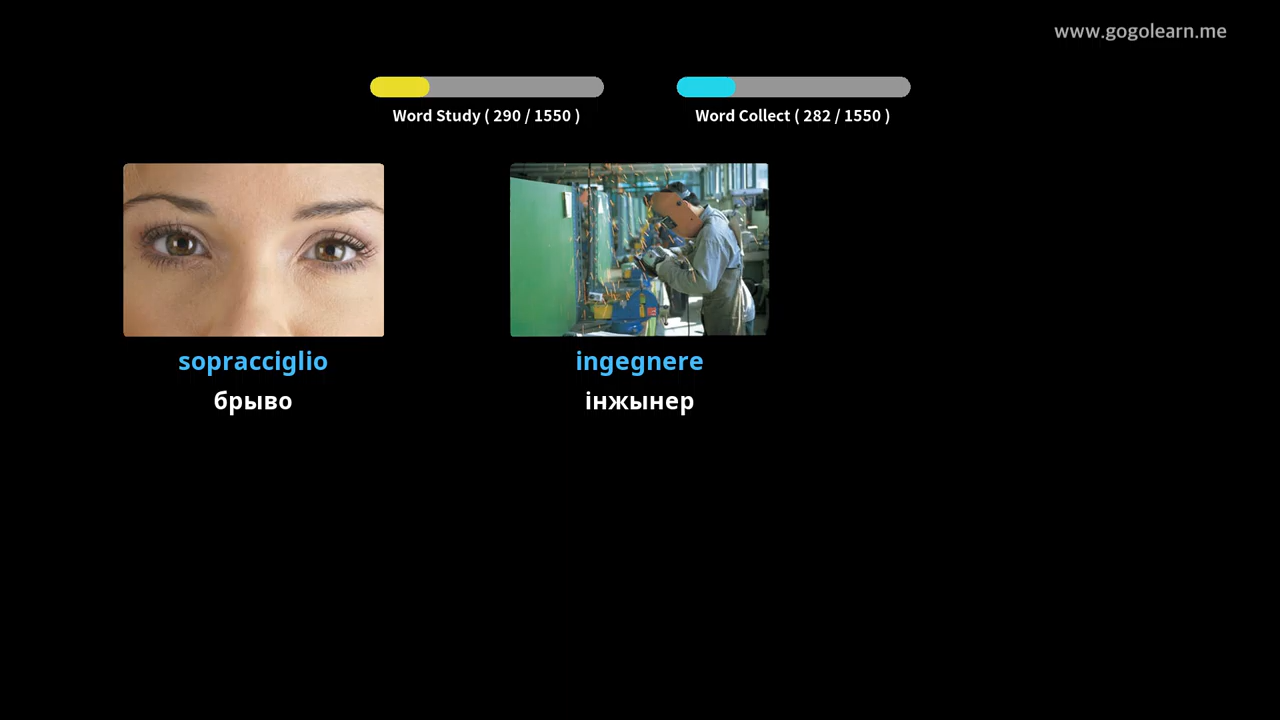 www.gogolearn.me
Word Study ( 290 / 1550 )
Word Collect ( 282 / 1550 )
sopracciglio
брыво
ingegnere
інжынер